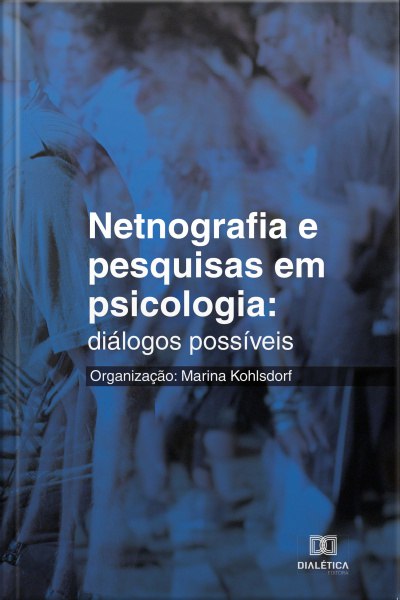 Netnografia e
pesquisas em
psicologia:
diálogos possíveis
Organização: Marina Kohlsdorf
DIALÉTICA
EDITORA